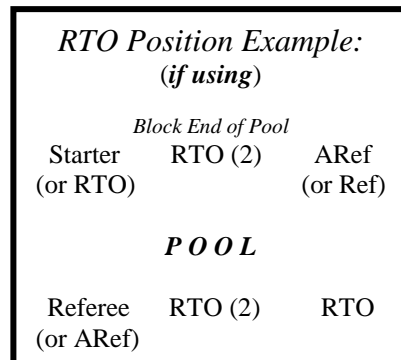 RTO Position Example:
(if using)
Block End of Pool
Starter RTO (2) ARef
(or RTO) (or Ref)
P O O L
Referee RTO (2) RTO
(or ARef)